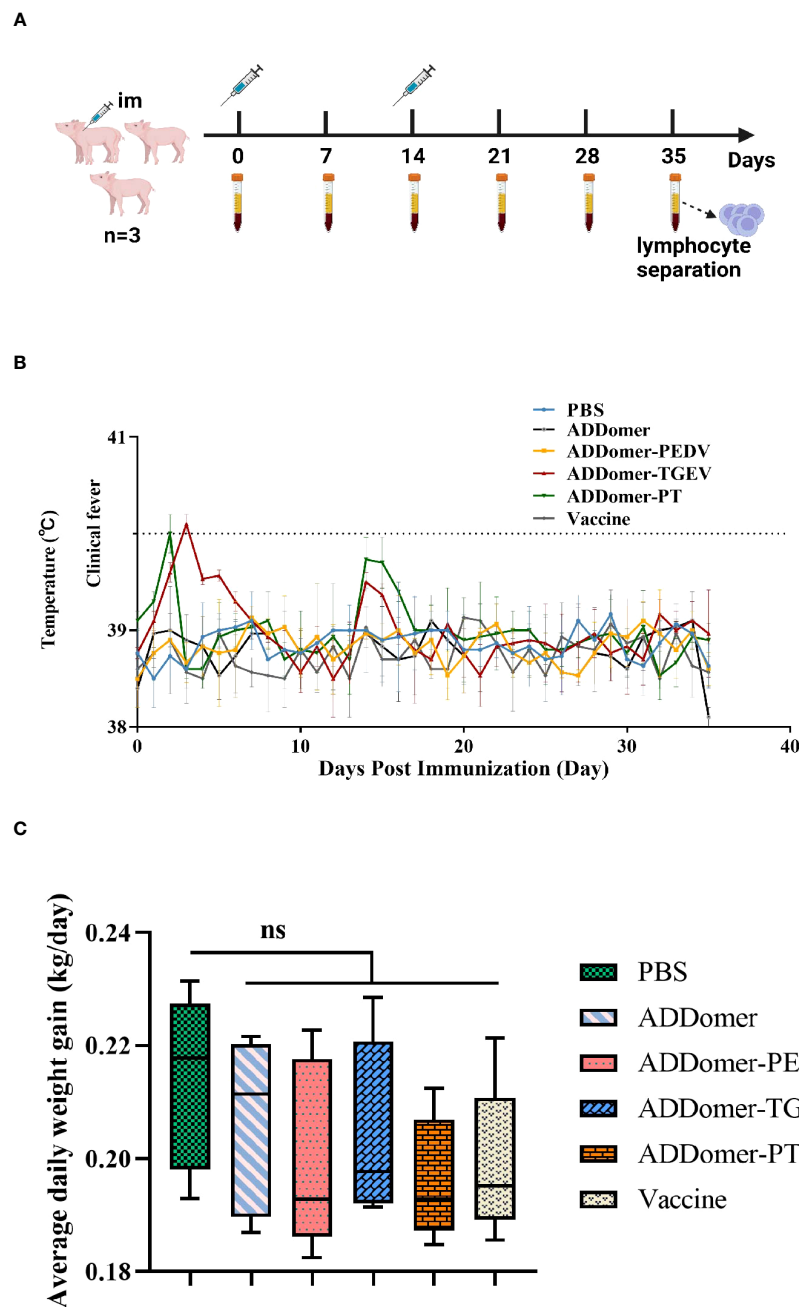 A
im
n=3
0 7 14 21 28 35 Days
lymphocyte
separation
B
Temperature (℃)
Clinical fever
41
39
38
0 10 20 30 40
Days Post Immunization (Day)
PBS
ADDomer
ADDomer-PEDV
ADDomer-TGEV
ADDomer-PT
Vaccine
C
Average daily weight gain (kg/day)
0.24
0.22
0.20
0.18
ns
PBS
ADDomer
ADDomer-PE
ADDomer-TG
ADDomer-PT
Vaccine